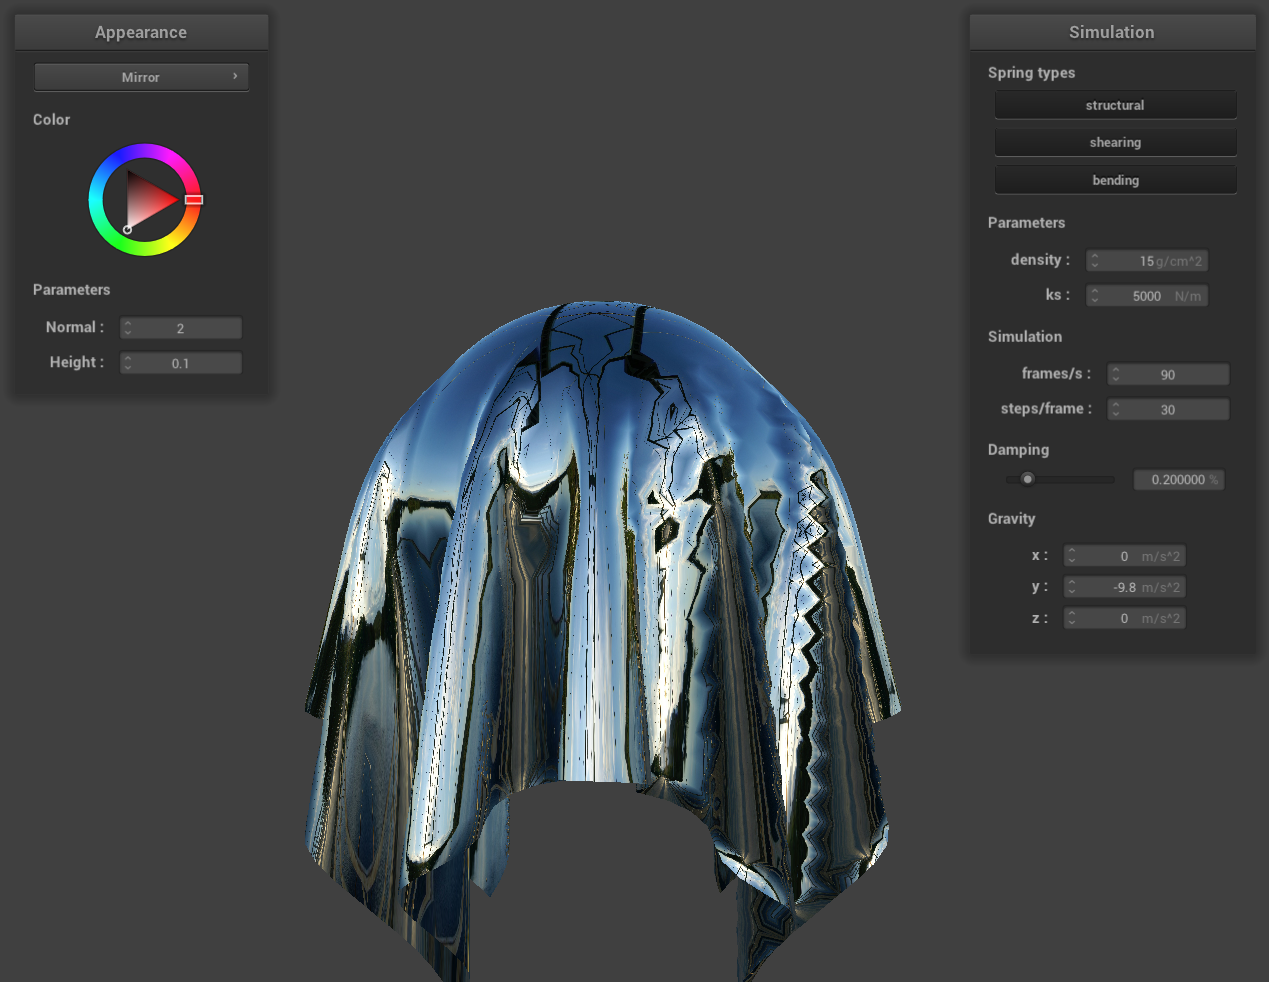 Appearance
Mirror
Color
Parameters
Normal : 2
Height : 0.1
Simulation
Spring types
structural
shearing
bending
Parameters
density : 15 g/cm^2
ks : 5000 N/m
Simulation
frames/s : 90
steps/frame : 30
Damping
0.200000 %
Gravity
x : 0 m/s^2
y : -9.8 m/s^2
z : 0 m/s^2